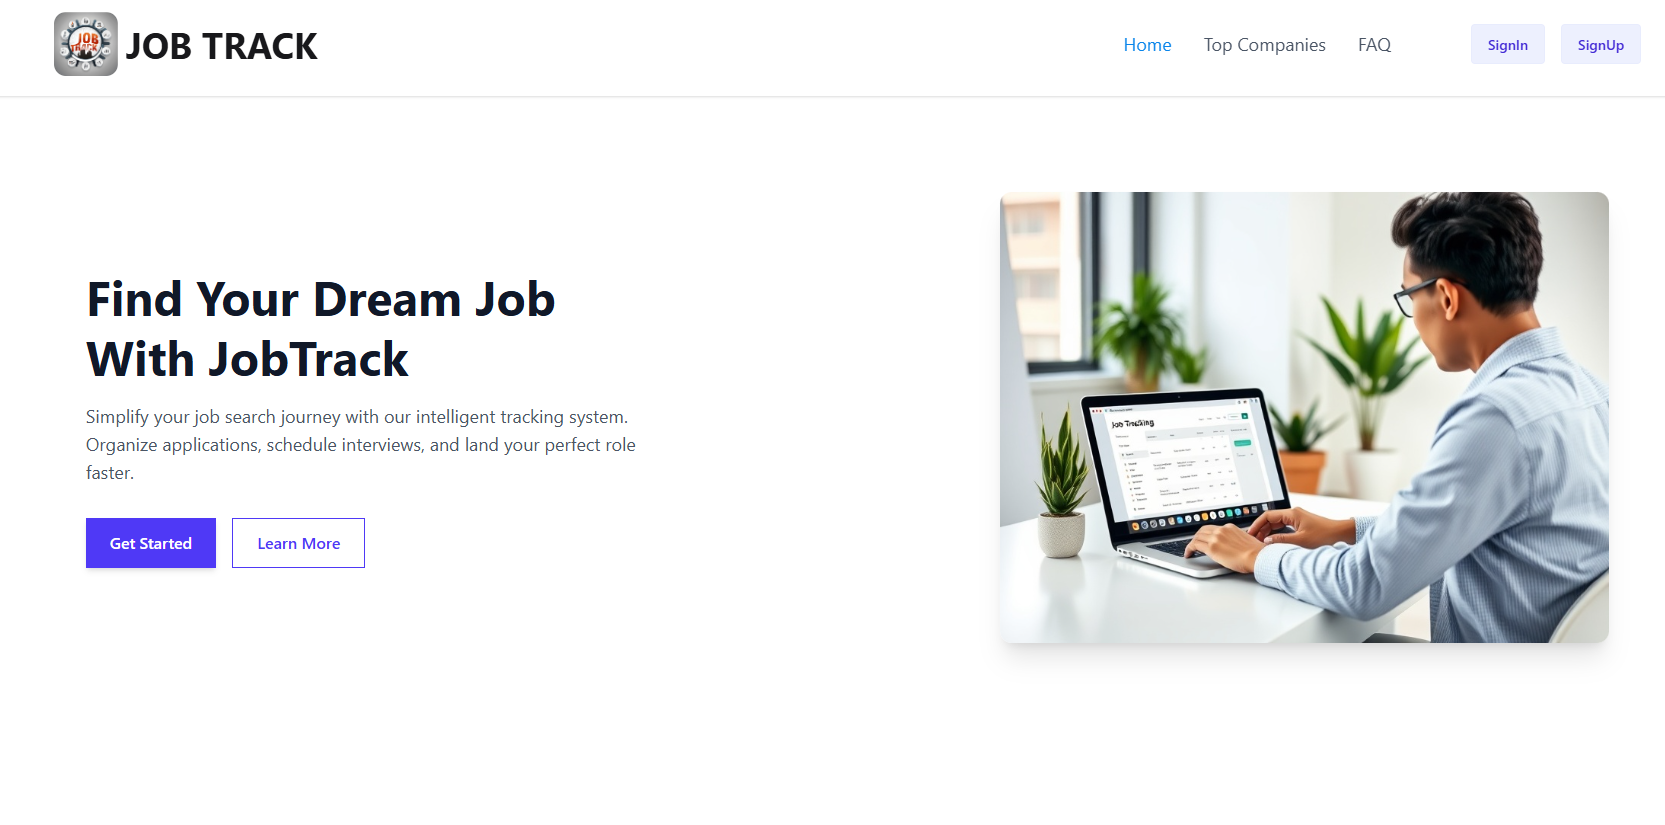 JOB TRACK
JOB TRACK
Home
Top Companies
FAQ
SignIn
SignUp
Find Your Dream Job
With JobTrack
Simplify your job search journey with our intelligent tracking system.
Organize applications, schedule interviews, and land your perfect role
faster.
Get Started
Learn More
Job Tracking